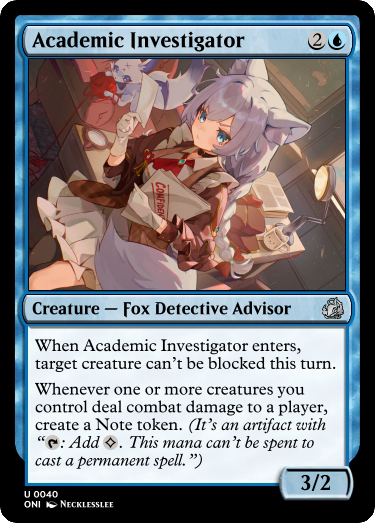 Academic Investigator 2
CONFIDEN
Creature — Fox Detective Advisor
When Academic Investigator enters,
target creature can't be blocked this turn.
Whenever one or more creatures you
control deal combat damage to a player,
create a Note token. (It's an artifact with
": Add . This mana can't be spent to
cast a permanent spell.")
3/2
U 0040
ONI NECKLESSLEE